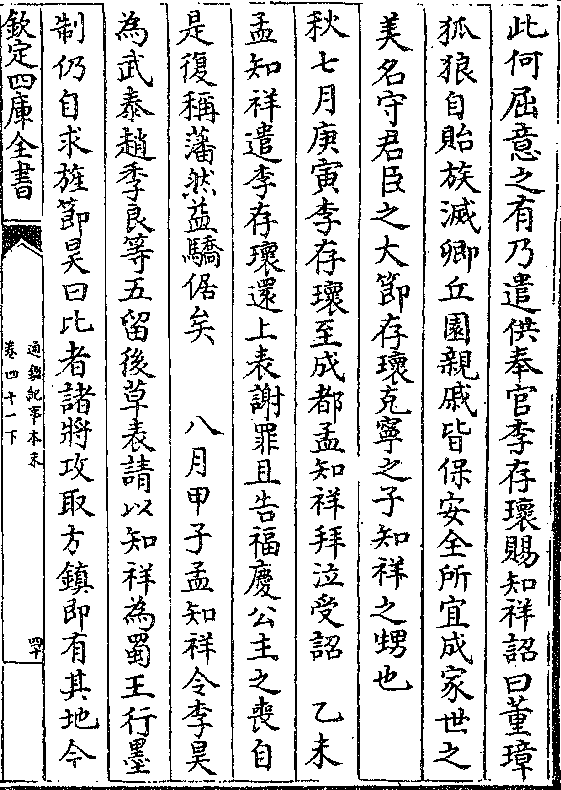 此何屈意之有乃遣供奉官李存瓌賜知祥詔曰董璋
狐狼自貽族滅卿丘園親戚皆保安全所宜成家世之
美名守君臣之大節存瓌克寧之子知祥之甥也
秋七月庚寅李存瓌至成都孟知祥拜泣受詔　乙未
孟知祥遣李存瓌還上表謝罪且告福慶公主之喪自
是復稱藩然益驕倨矣　八月甲子孟知祥令李昊
為武泰趙季良等五留後草表請以知祥為蜀王行墨
制仍自求旌節昊曰比者諸將攻取方鎮即有其地今
欽定四庫全書
通鑑紀事本末
卷四十一下
四十